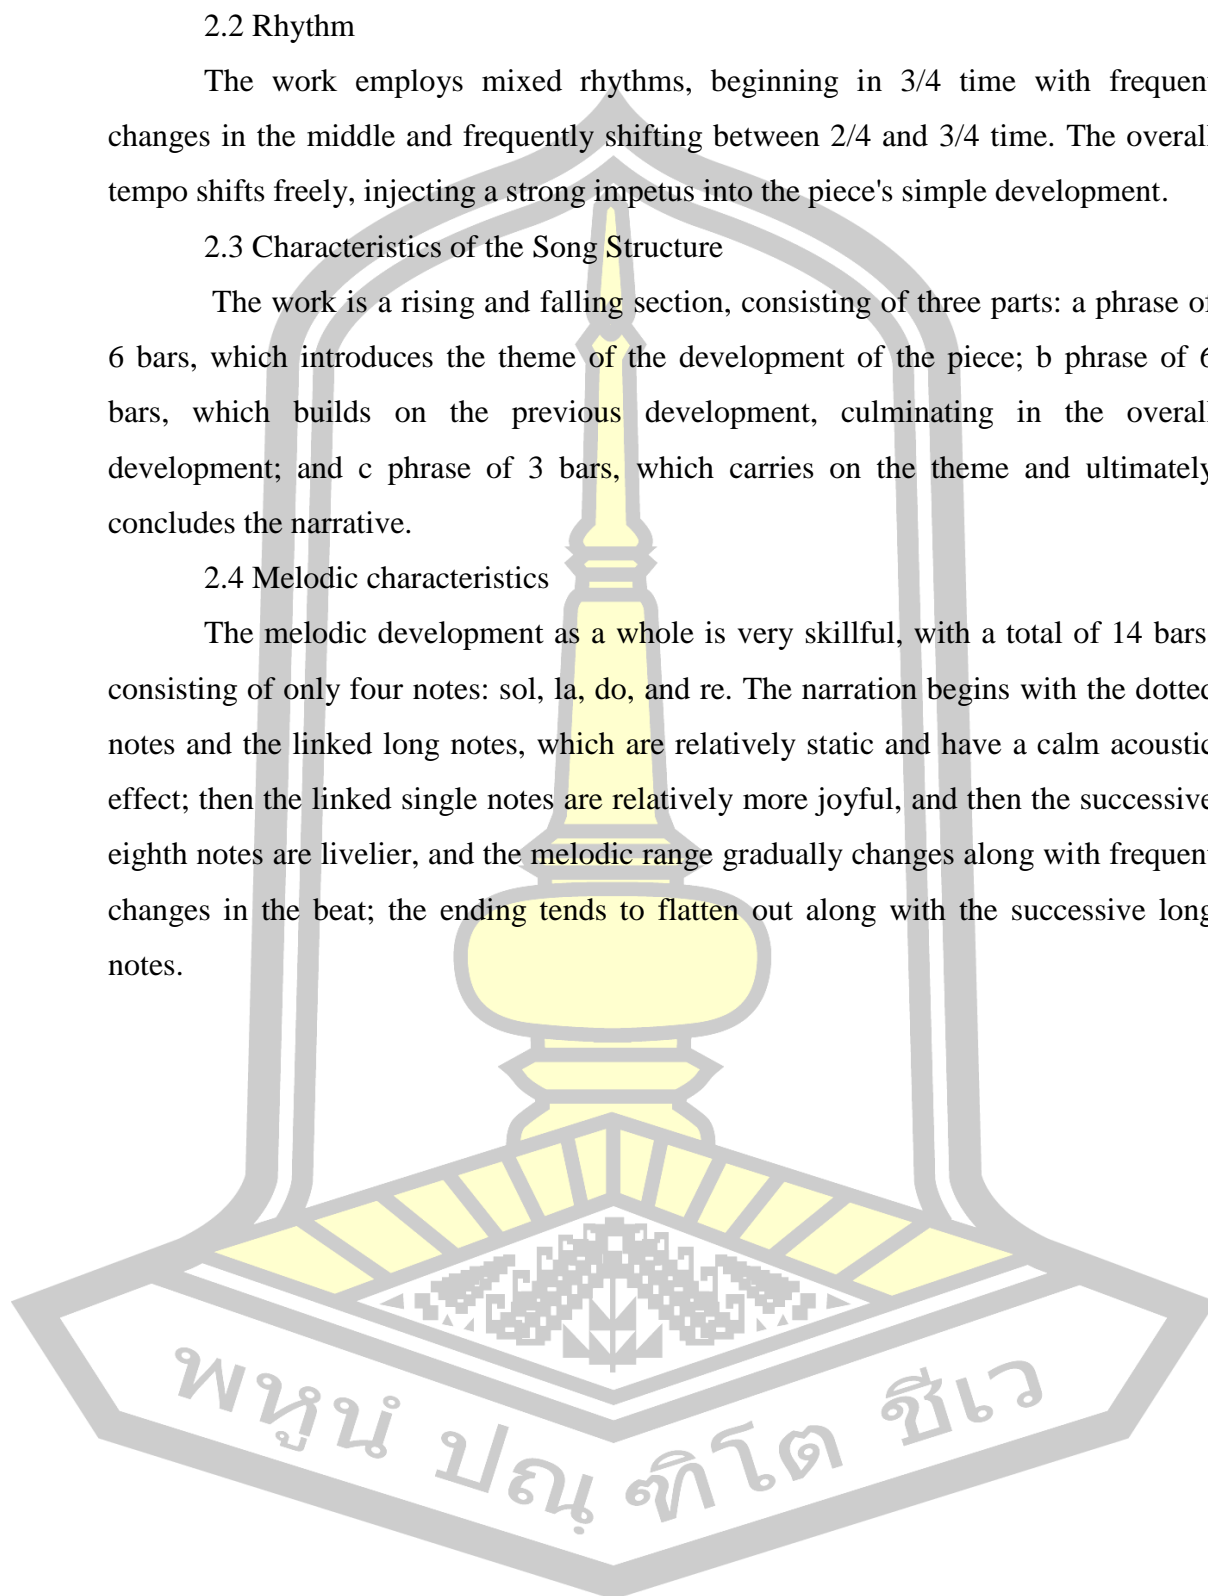 2.2 Rhythm
The work employs mixed rhythms, beginning in 3/4 time with frequent
changes in the middle and frequently shifting between 2/4 and 3/4 time. The overall
tempo shifts freely, injecting a strong impetus into the piece's simple development.
2.3 Characteristics of the Song Structure
The work is a rising and falling section, consisting of three parts: a phrase of
6 bars, which introduces the theme of the development of the piece; b phrase of 6
bars, which builds on the previous development, culminating in the overall
development; and c phrase of 3 bars, which carries on the theme and ultimately
concludes the narrative.
2.4 Melodic characteristics
The melodic development as a whole is very skillful, with a total of 14 bars
consisting of only four notes: sol, la, do, and re. The narration begins with the dotted
notes and the linked long notes, which are relatively static and have a calm acoustic
effect; then the linked single notes are relatively more joyful, and then the successive
eighth notes are livelier, and the melodic range gradually changes along with frequent
changes in the beat; the ending tends to flatten out along with the successive long
notes.
พหูนํ ปณฺฑิโต ชีเว